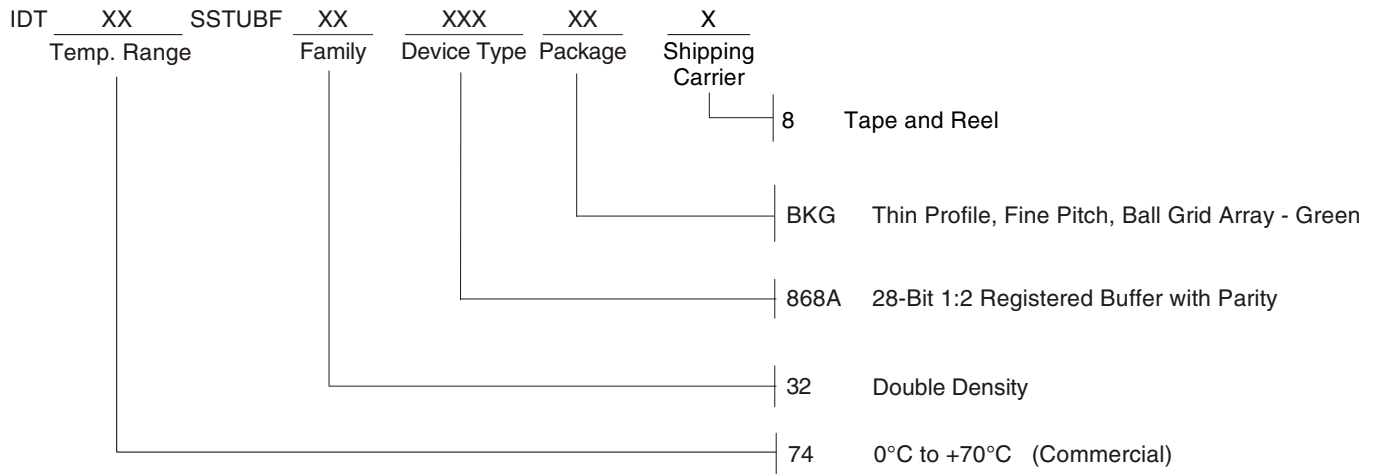 IDT XX SSTUBF XX XXX XX X
Temp. Range Family Device Type Package Shipping
Carrier
8 Tape and Reel
BKG Thin Profile, Fine Pitch, Ball Grid Array - Green
868A 28-Bit 1:2 Registered Buffer with Parity
32 Double Density
74 0°C to +70°C (Commercial)